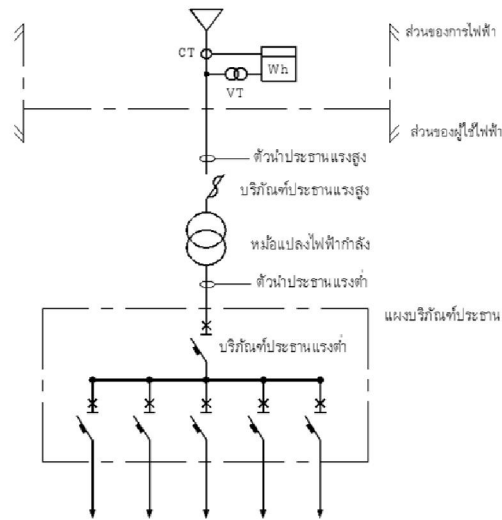 ส่วนของการไฟฟ้า
CT
Wh
VT
ส่วนของผู้ใช้ไฟฟ้า
ตัวนำประธานแรงสูง
บริภัณฑ์ประธานแรงสูง
หม้อแปลงไฟฟ้ากำลัง
ตัวนำประธานแรงต่ำ
แผงบริภัณฑ์ประธาน
บริภัณฑ์ประธานแรงต่ำ